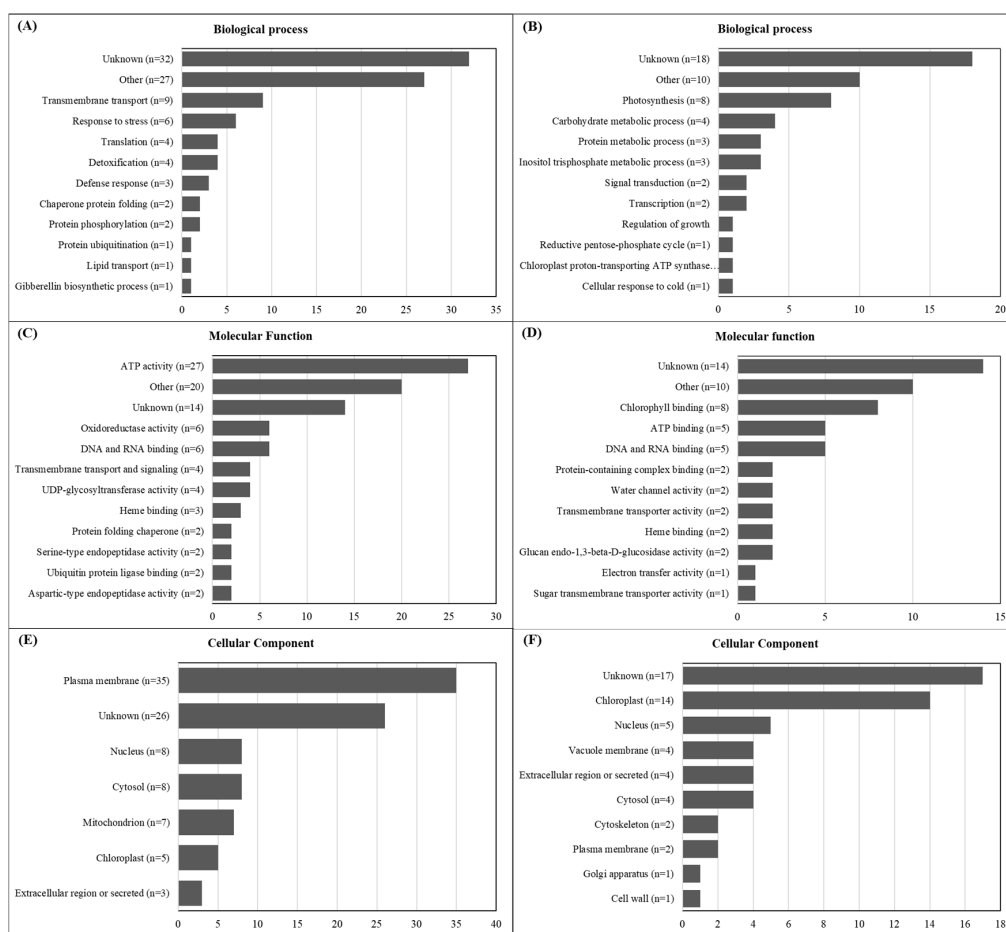 (A)
Biological process
Unknown (n=32)
Other (n=27)
Transmembrane transport (n=9)
Response to stress (n=6)
Translation (n=4)
Detoxification (n=4)
Defense response (n=3)
Chaperone protein folding (n=2)
Protein phosphorylation (n=2)
Protein ubiquitination (n=1)
Lipid transport (n=1)
Gibberellin biosynthetic process (n=1)
0 5 10 15 20 25 30 35
(B)
Biological process
Unknown (n=18)
Other (n=10)
Photosynthesis (n=8)
Carbohydrate metabolic process (n=4)
Protein metabolic process (n=3)
Inositol trisphosphate metabolic process (n=3)
Signal transduction (n=2)
Transcription (n=2)
Regulation of growth
Reductive pentose-phosphate cycle (n=1)
Chloroplast proton-transporting ATP synthase...
Cellular response to cold (n=1)
0 5 10 15 20
(C)
Molecular Function
ATP activity (n=27)
Other (n=20)
Unknown (n=14)
Oxidoreductase activity (n=6)
DNA and RNA binding (n=6)
Transmembrane transport and signaling (n=4)
UDP-glycosyltransferase activity (n=4)
Heme binding (n=3)
Protein folding chaperone (n=2)
Serine-type endopeptidase activity (n=2)
Ubiquitin protein ligase binding (n=2)
Aspartic-type endopeptidase activity (n=2)
0 5 10 15 20 25 30
(D)
Molecular function
Unknown (n=14)
Other (n=10)
Chlorophyll binding (n=8)
ATP binding (n=5)
DNA and RNA binding (n=5)
Protein-containing complex binding (n=2)
Water channel activity (n=2)
Transmembrane transporter activity (n=2)
Heme binding (n=2)
Glucan endo-1,3-beta-D-glucosidase activity (n=2)
Electron transfer activity (n=1)
Sugar transmembrane transporter activity (n=1)
0 5 10 15
(E)
Cellular Component
Plasma membrane (n=35)
Unknown (n=26)
Nucleus (n=8)
Cytosol (n=8)
Mitochondrion (n=7)
Chloroplast (n=5)
Extracellular region or secreted (n=3)
0 5 10 15 20 25 30 35 40
(F)
Cellular Component
Unknown (n=17)
Chloroplast (n=14)
Nucleus (n=5)
Vacuole membrane (n=4)
Extracellular region or secreted (n=4)
Cytosol (n=4)
Cytoskeleton (n=2)
Plasma membrane (n=2)
Golgi apparatus (n=1)
Cell wall (n=1)
0 2 4 6 8 10 12 14 16 18